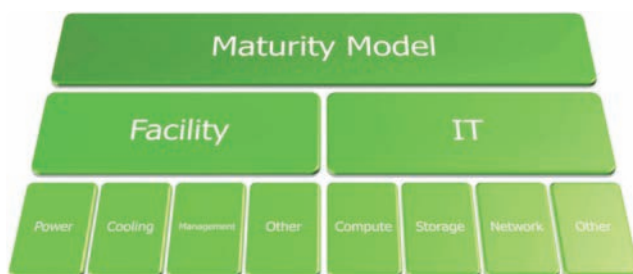 Maturity Model
Facility IT
Power Cooling Management Other Compute Storage Network Other